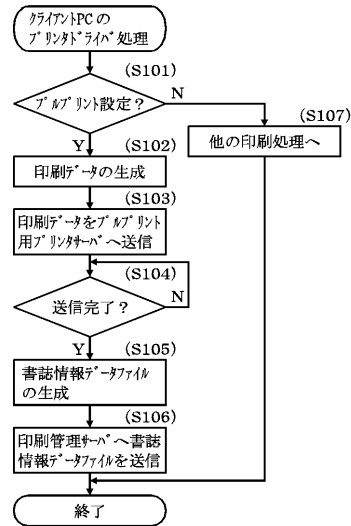 クライアントPCの
プリンタドライバ処理
(S101)
プルプリント設定？
N
(S107)
Y
(S102)
他の印刷処理へ
印刷データの生成
(S103)
印刷データをプルプリント
用プリンタサーバへ送信
(S104)
送信完了？
N
Y
(S105)
書誌情報データファイル
の生成
(S106)
印刷管理サーバへ書誌
情報データファイルを送信
終了